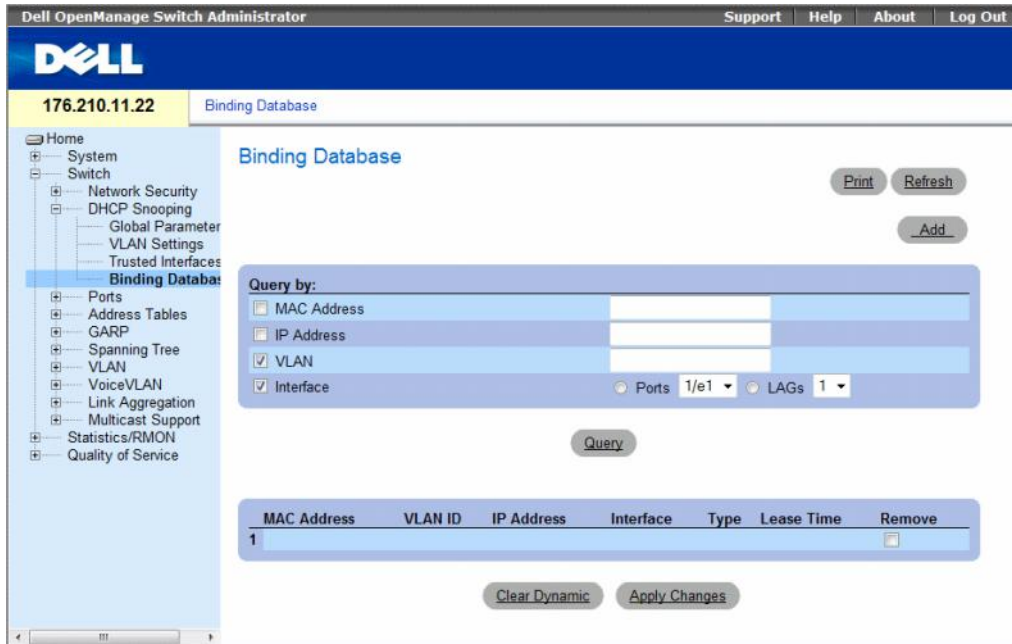 Dell OpenManage Switch Administrator Support Help About Log Out
DELL
176.210.11.22 Binding Database
Home
System
Switch
Network Security
DHCP Snooping
Global Parameter
VLAN Settings
Trusted Interfaces
Binding Databas
Ports
Address Tables
GARP
Spanning Tree
VLAN
VoiceVLAN
Link Aggregation
Multicast Support
Statistics/RMON
Quality of Service
Binding Database
Print Refresh
Add
Query by:
MAC Address
IP Address
VLAN
Interface Ports 1/e1 LAGs 1
Query
MAC Address VLAN ID IP Address Interface Type Lease Time Remove
1
Clear Dynamic Apply Changes